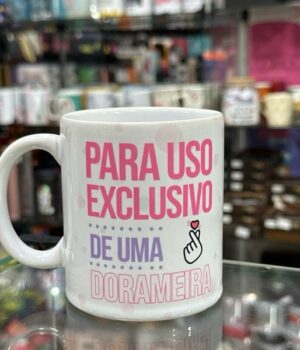 PARA USO
EXCLUSIVO
DE UMA
DORAMEIRA